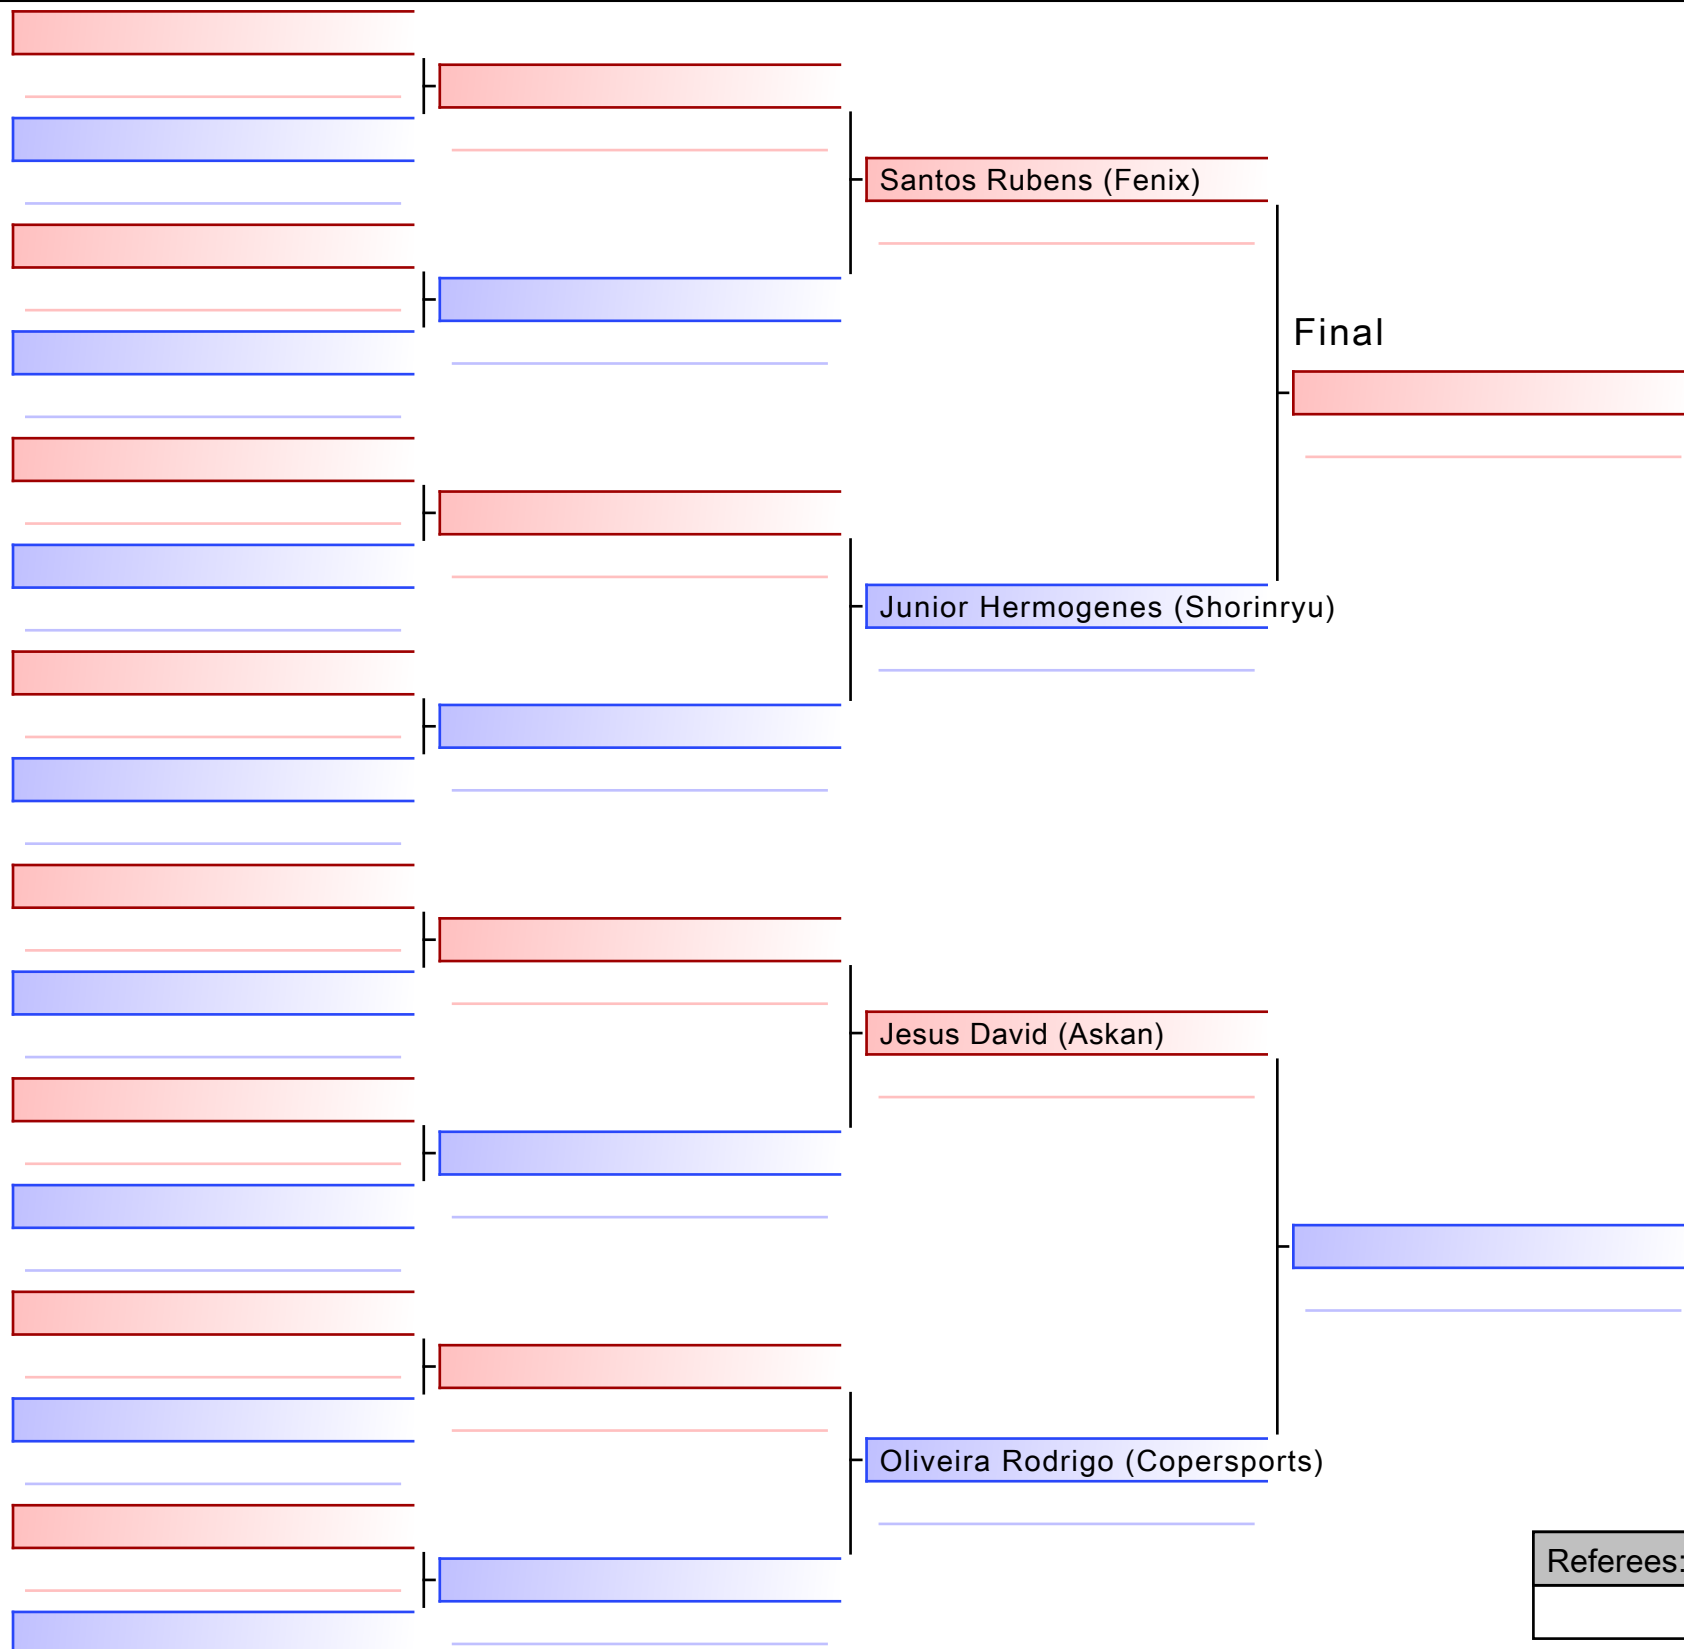 Santos Rubens (Fenix)
Final
Junior Hermogenes (Shorinryu)
Jesus David (Askan)
Oliveira Rodrigo (Copersports)
Referees: